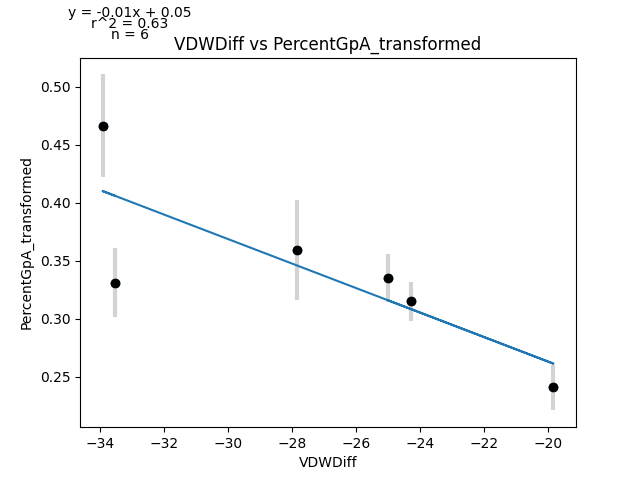 y = -0.01x + 0.05
r^2 = 0.63
n = 6
VDWDiff vs PercentGpA_transformed
PercentGpA_transformed
0.50
0.45
0.40
0.35
0.30
0.25
−34
−32
−30
−28
−26
−24
−22
−20
VDWDiff